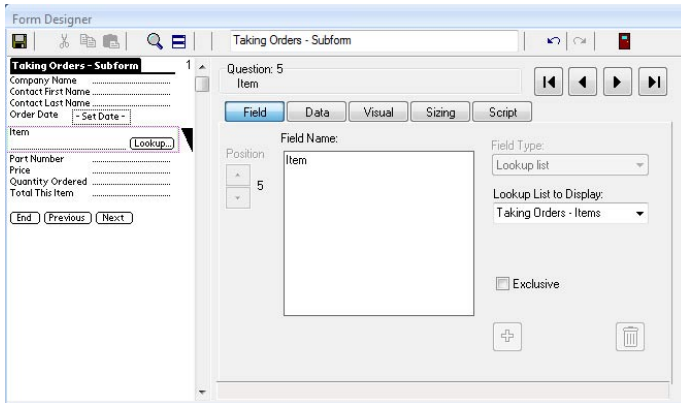 Form Designer
Taking Orders - Subform
Taking Orders - Subform 1
Company Name
Contact First Name
Contact Last Name
Order Date - Set Date -
Item
Lookup...
Part Number
Price
Quantity Ordered
Total This Item
End Previous Next
Question: 5
Item
Field Data Visual Sizing Script
Position
5
Field Name:
Item
Field Type:
Lookup list
Lookup List to Display:
Taking Orders - Items
Exclusive